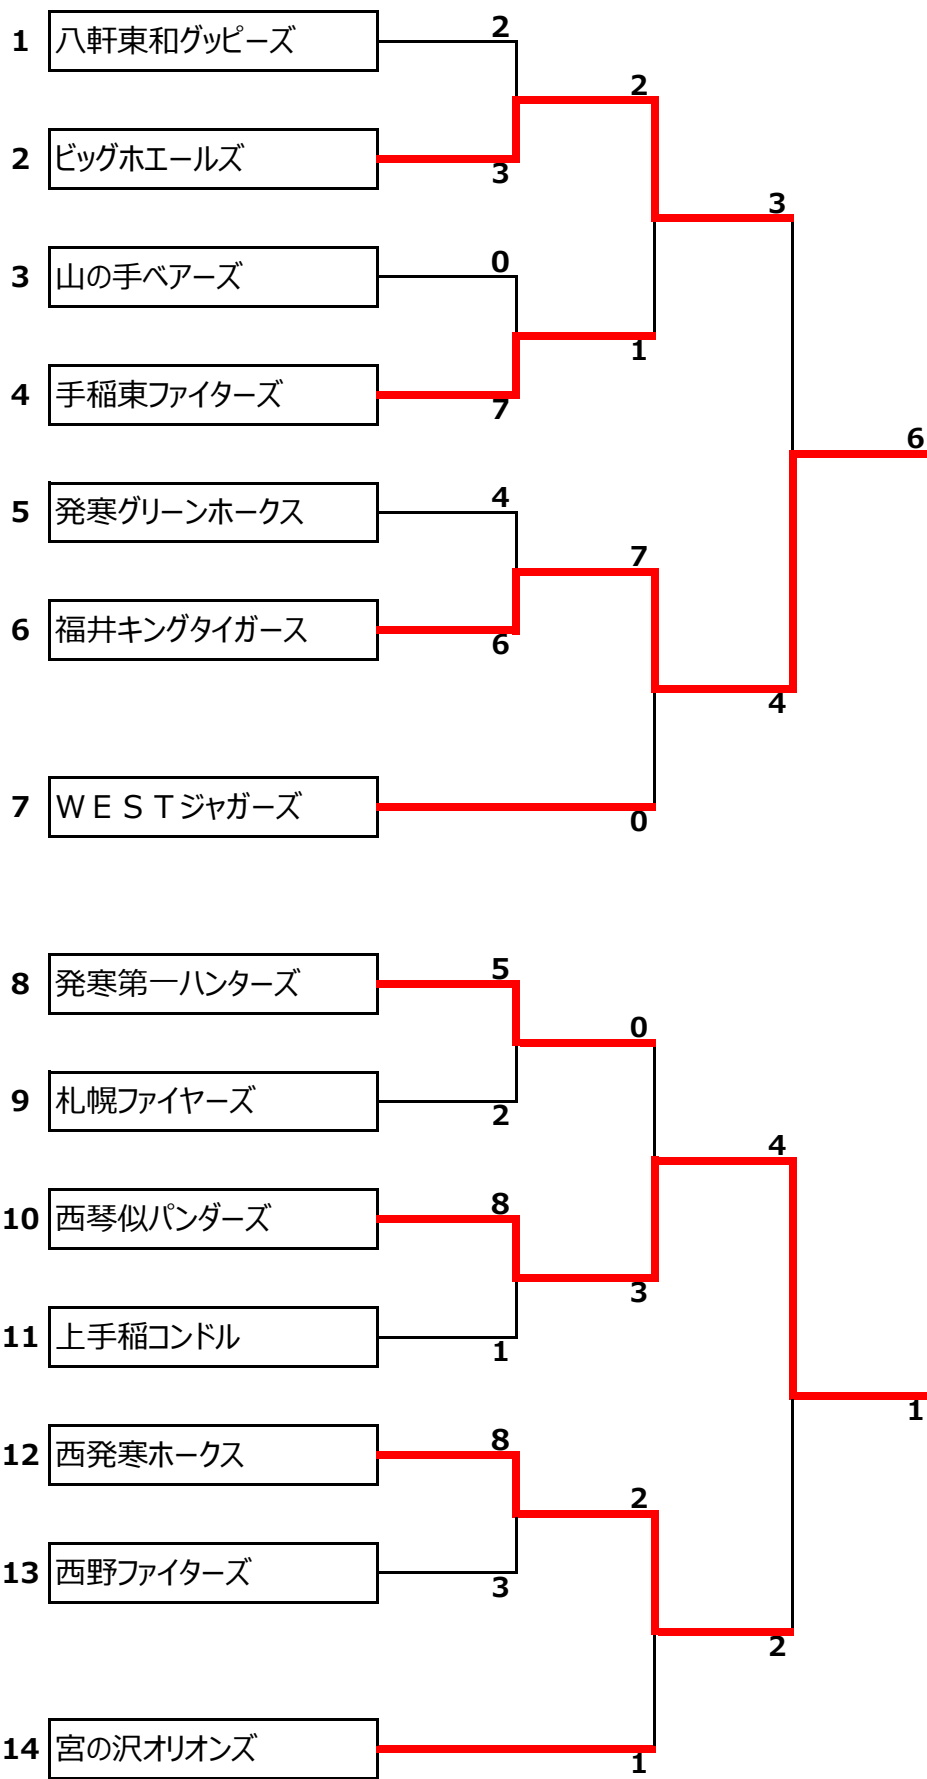 2
1 八軒東和グッピーズ
2
2 ビッグホエールズ
3
3
0
3 山の手ベアーズ
1
4 手稲東ファイターズ
7
6
4
5 発寒グリーンホークス
7
6 福井キングタイガース
6
4
7 ＷＥＳＴジャガーズ
0
5
8 発寒第一ハンターズ
0
9 札幌ファイヤーズ
2
4
8
10 西琴似パンダーズ
3
11 上手稲コンドル
1
1
8
12 西発寒ホークス
2
13 西野ファイターズ
3
2
14 宮の沢オリオンズ
1